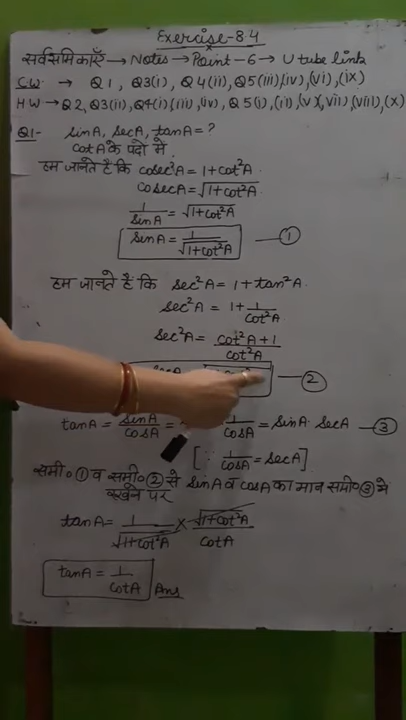 Exercise-8.4
सर्वसमिकाएँ → Notes → Point-6 → U tube link
C.W → Q1, Q3(i), Q4(ii), Q5(iii),(iv), (vi), (ix)
H.W → Q2, Q3(ii), Q4(i)(iii),(iv), Q5(i),(ii),(v),(vii),(viii),(x)
Q1- sinA, secA, tanA = ?
cotA के पदो मे
हम जानते है कि cosec²A = 1+cot²A
cosecA = √1+cot²A
1/sinA = √1+cot²A
sinA = 1/√1+cot²A — ①
हम जानते है कि sec²A = 1+tan²A
sec²A = 1+ 1/cot²A
sec²A = cot²A+1/cot²A
— ②
tanA = sinA/cosA = 1/cosA = sinA·secA — ③
[∵ 1/cosA = secA]
समी० ① व समी० ② से sinA व cosA का मान समी० ③ मे
रखने पर
tanA = 1/√1+cot²A × √1+cot²A/cotA
tanA = 1/cotA Ans